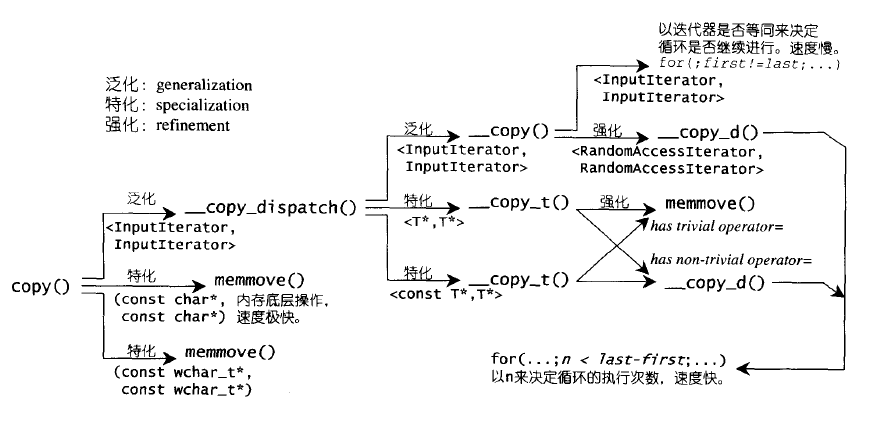 以迭代器是否等同来决定
循环是否继续进行。速度慢。
for(;first!=last;...)
<InputIterator,
InputIterator>
泛化：generalization
特化：specialization
强化：refinement
泛化
__copy()
<InputIterator,
InputIterator>
强化
__copy_d()
<RandomAccessIterator,
RandomAccessIterator>
泛化
__copy_dispatch()
<InputIterator,
InputIterator>
特化
__copy_t()
<T*,T*>
强化
memmove()
has trivial operator=
has non-trivial operator=
特化
__copy_t()
<const T*,T*>
__copy_d()
copy()
特化
memmove()
(const char*, 内存底层操作，
const char*) 速度极快。
特化
memmove()
(const wchar_t*,
const wchar_t*)
for(...;n < last-first;...)
以n来决定循环的执行次数，速度快。